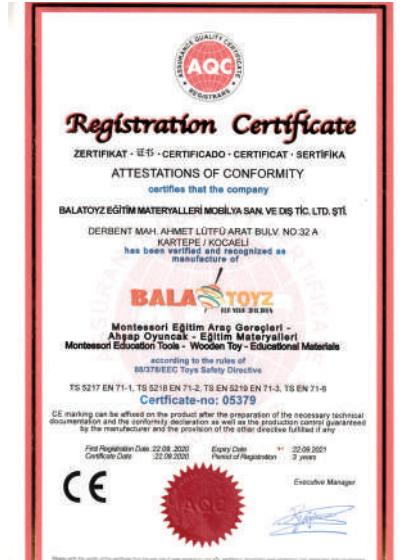 ASSURANCE QUALITY CERTIFICATE
AQC
REGISTRARS
Registration Certificate
ZERTIFIKAT - 证书 - CERTIFICADO - CERTIFICAT - SERTİFİKA
ATTESTATIONS OF CONFORMITY
certifies that the company
BALATOYZ EĞİTİM MATERYALLERİ MOBİLYA SAN. VE DIŞ TİC. LTD. ŞTİ.
DERBENT MAH. AHMET LÜTFÜ ARAT BULV. NO:32 A
KARTEPE / KOCAELİ
has been verified and recognized as
manufacture of
BALA TOYZ
Montessori Eğitim Araç Gereçleri -
Ahşap Oyuncak - Eğitim Materyalleri
Montessori Education Tools - Wooden Toy - Educational Materials
according to the rules of
88/378/EEC Toys Safety Directive
TS 5217 EN 71-1, TS 5218 EN 71-2, TS EN 5219 EN 71-3, TS EN 71-8
Certficate-no: 05379
CE marking can be affixed on the product after the preparation of the necessary technical
documentation and the conformity declaration as well as the production control guaranteed
by the manufacturer and the provision of the other directive fulfilled if any
First Registration Date :22.09.2020 Expiry Date : 22.09.2021
Certificate Date :22.09.2020 Period of Registration : 3 years
CE
AQC
Executive Manager